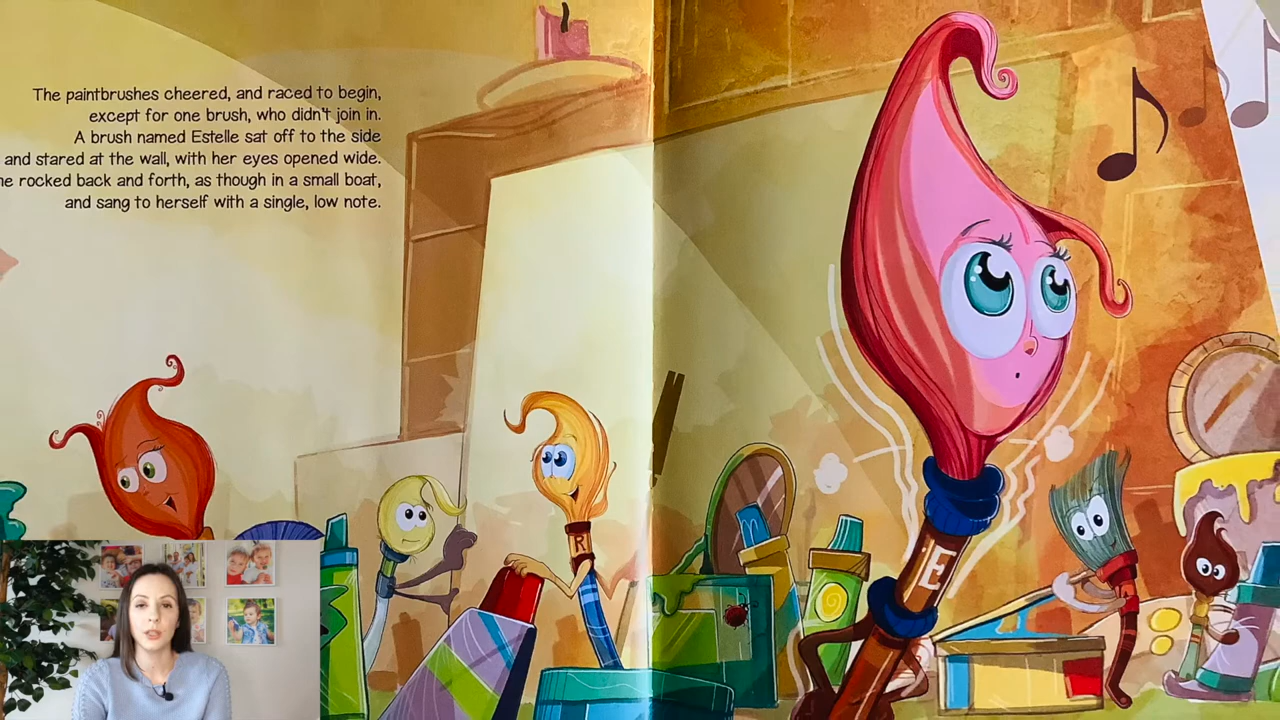 The paintbrushes cheered, and raced to begin,
except for one brush, who didn't join in.
A brush named Estelle sat off to the side
and stared at the wall, with her eyes opened wide.
he rocked back and forth, as though in a small boat,
and sang to herself with a single, low note.
R
E